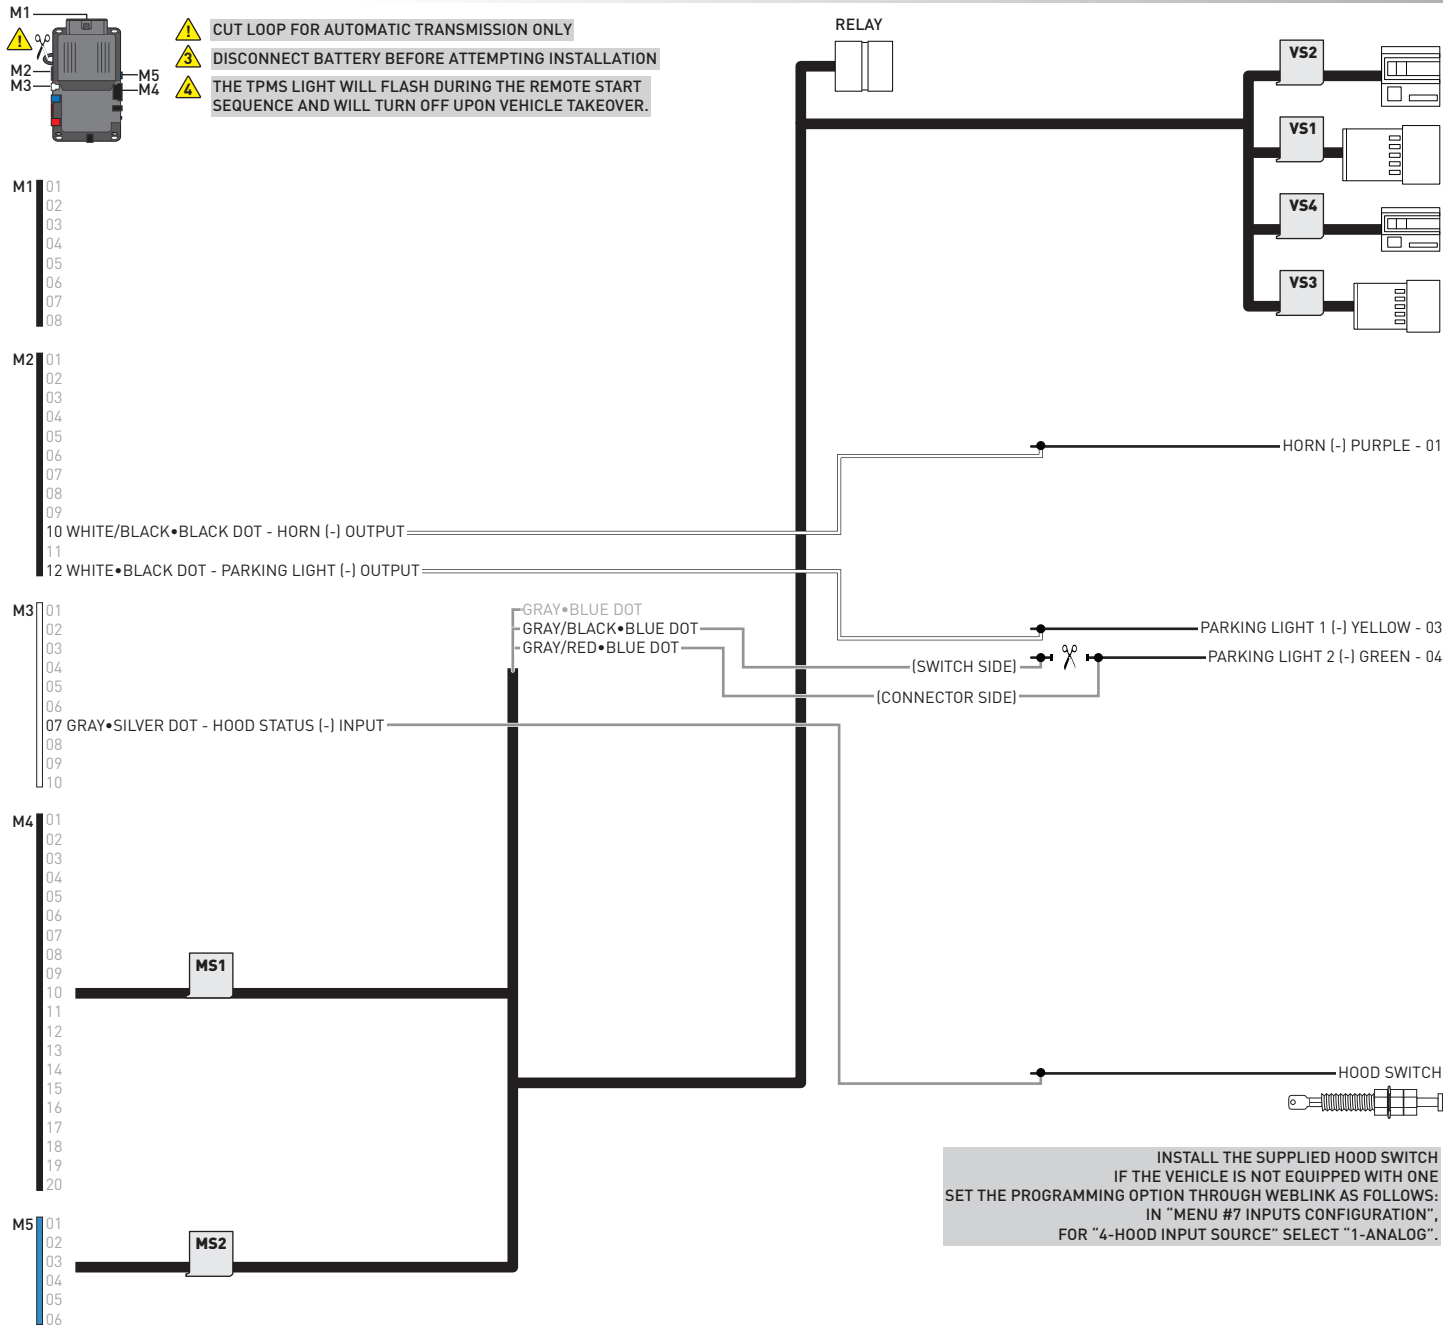 M1
M2
M3
M5
M4
! CUT LOOP FOR AUTOMATIC TRANSMISSION ONLY
3 DISCONNECT BATTERY BEFORE ATTEMPTING INSTALLATION
4 THE TPMS LIGHT WILL FLASH DURING THE REMOTE START
SEQUENCE AND WILL TURN OFF UPON VEHICLE TAKEOVER.
!
RELAY
VS2
VS1
VS4
VS3
M1 01
02
03
04
05
06
07
08
M2 01
02
03
04
05
06
07
08
09
10 WHITE/BLACK•BLACK DOT - HORN (-) OUTPUT
11
12 WHITE•BLACK DOT - PARKING LIGHT (-) OUTPUT
HORN (-) PURPLE - 01
M3 01
02
03
04
05
06
07 GRAY•SILVER DOT - HOOD STATUS (-) INPUT
08
09
10
GRAY•BLUE DOT
GRAY/BLACK•BLUE DOT
GRAY/RED•BLUE DOT
(SWITCH SIDE)
(CONNECTOR SIDE)
PARKING LIGHT 1 (-) YELLOW - 03
PARKING LIGHT 2 (-) GREEN - 04
M4 01
02
03
04
05
06
07
08
09
10
11
12
13
14
15
16
17
18
19
20
MS1
M5 01
02
03
04
05
06
MS2
HOOD SWITCH
INSTALL THE SUPPLIED HOOD SWITCH
IF THE VEHICLE IS NOT EQUIPPED WITH ONE
SET THE PROGRAMMING OPTION THROUGH WEBLINK AS FOLLOWS:
IN “MENU #7 INPUTS CONFIGURATION”,
FOR “4-HOOD INPUT SOURCE” SELECT “1-ANALOG”.